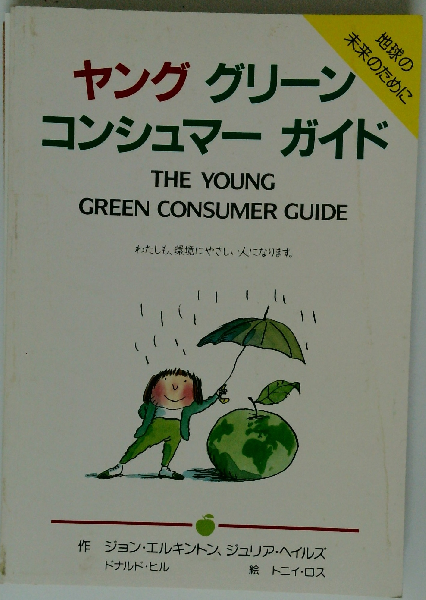 地球の
未来のために
ヤング グリーン
コンシュマー ガイド
THE YOUNG
GREEN CONSUMER GUIDE
わたしも、環境にやさしい人になります。
作 ジョン・エルキントン、ジュリア・ヘイルズ
ドナルド・ヒル 絵 トニイ・ロス